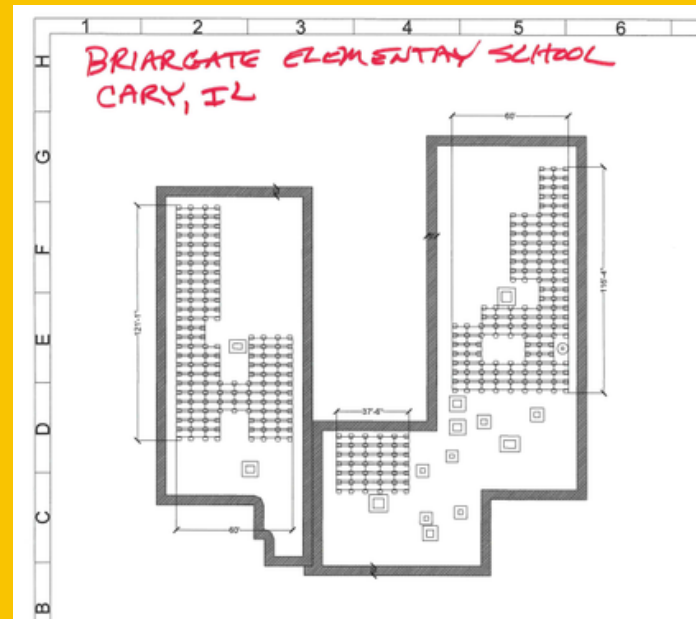 1 2 3 4 5 6
H
BRIARGATE ELEMENTAY SCHOOL
CARY, IL
60'
G
F
121'-1"
116'-4"
E
37'-6"
D
C
60'
B